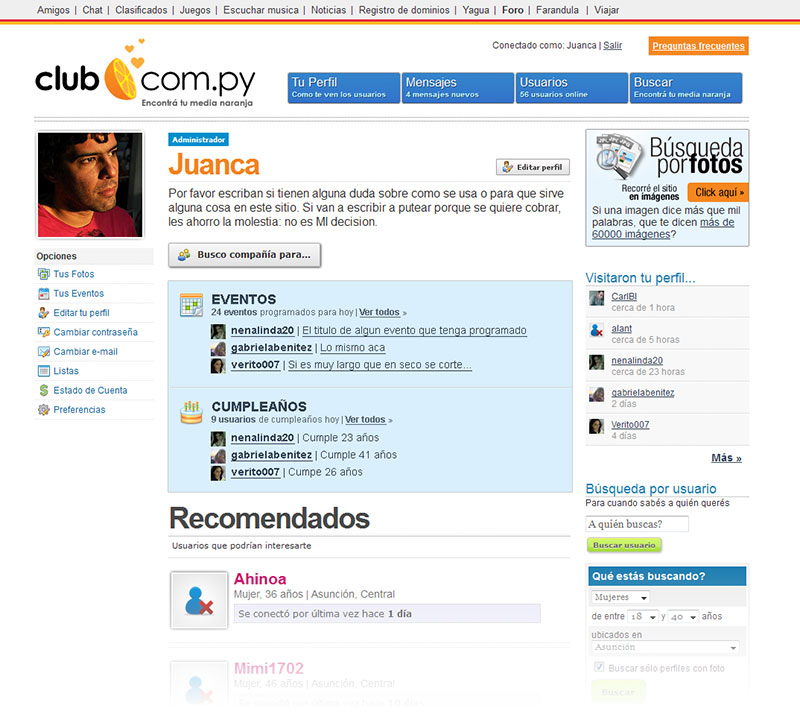 Amigos | Chat | Clasificados | Juegos | Escuchar musica | Noticias | Registro de dominios | Yagua | Foro | Farandula | Viajar
Conectado como: Juanca | Salir
Preguntas frecuentes
club com.py
Encontrá tu media naranja
Tu Perfil
Como te ven los usuarios
Mensajes
4 mensajes nuevos
Usuarios
56 usuarios online
Buscar
Encontrá tu media naranja
Administrador
Juanca
Editar perfil
Por favor escriban si tienen alguna duda sobre como se usa o para que sirve
alguna cosa en este sitio. Si van a escribir a putear porque se quiere cobrar,
les ahorro la molestia: no es MI decision.
Busco compañía para...
Opciones
Tus Fotos
Tus Eventos
Editar tu perfil
Cambiar contraseña
Cambiar e-mail
Listas
Estado de Cuenta
Preferencias
EVENTOS
24 eventos programados para hoy | Ver todos »
nenalinda20 | El titulo de algun evento que tenga programado
gabrielabenitez | Lo mismo aca
verito007 | Si es muy largo que en seco se corte...
CUMPLEAÑOS
9 usuarios de cumpleaños hoy | Ver todos »
nenalinda20 | Cumple 23 años
gabrielabenitez | Cumple 41 años
verito007 | Cumpe 26 años
Recomendados
Usuarios que podrían interesarte
Ahinoa
Mujer, 36 años | Asunción, Central
Se conectó por última vez hace 1 día
Mimi1702
Mujer, 46 años | Asunción, Central
Se conectó por última vez hace 10 días
Búsqueda
porfotos
Recorré el sitio
en imágenes
Click aquí »
Si una imagen dice más que mil
palabras, que te dicen más de
60000 imágenes?
Visitaron tu perfil...
CarlBl
cerca de 1 hora
alant
cerca de 5 horas
nenalinda20
cerca de 23 horas
gabrielabenitez
2 días
Verito007
4 días
Más »
Búsqueda por usuario
Para cuando sabés a quién querés
A quién buscas?
Buscar usuario
Qué estás buscando?
Mujeres
de entre 18 y 40 años
ubicados en
Asunción
Buscar sólo perfiles con foto
Buscar